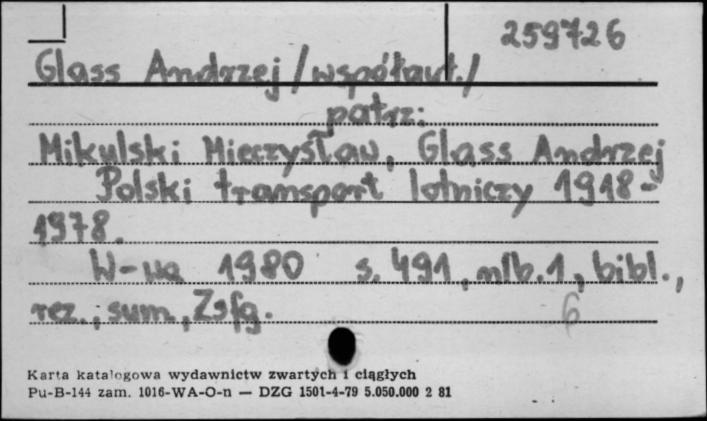 259726
Glass Andrzej /współaut./
patrz:
Mikulski Mieczysław, Glass Andrzej
Polski transport lotniczy 1918-
1978.
W-wa 1980 s. 491, nlb. 1, bibl.,
rez., sum., Zsfg.
6
Karta katalogowa wydawnictw zwartych i ciągłych
Pu-B-144 zam. 1016-WA-O-n — DZG 1501-4-79 5.050.000 2 81